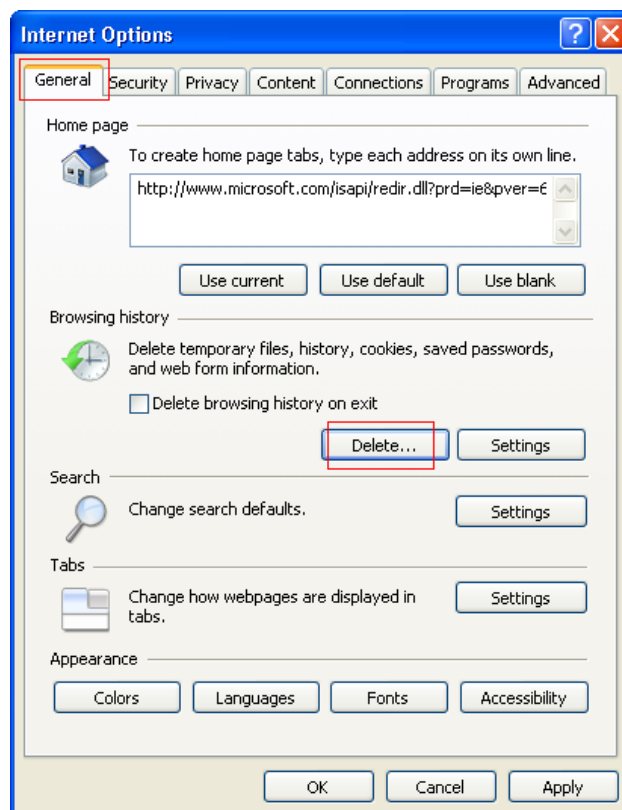 Internet Options
General Security Privacy Content Connections Programs Advanced
Home page
To create home page tabs, type each address on its own line.
http://www.microsoft.com/isapi/redir.dll?prd=ie&pver=6
Use current Use default Use blank
Browsing history
Delete temporary files, history, cookies, saved passwords,
and web form information.
Delete browsing history on exit
Delete... Settings
Search
Change search defaults.
Settings
Tabs
Change how webpages are displayed in
tabs.
Settings
Appearance
Colors Languages Fonts Accessibility
OK Cancel Apply